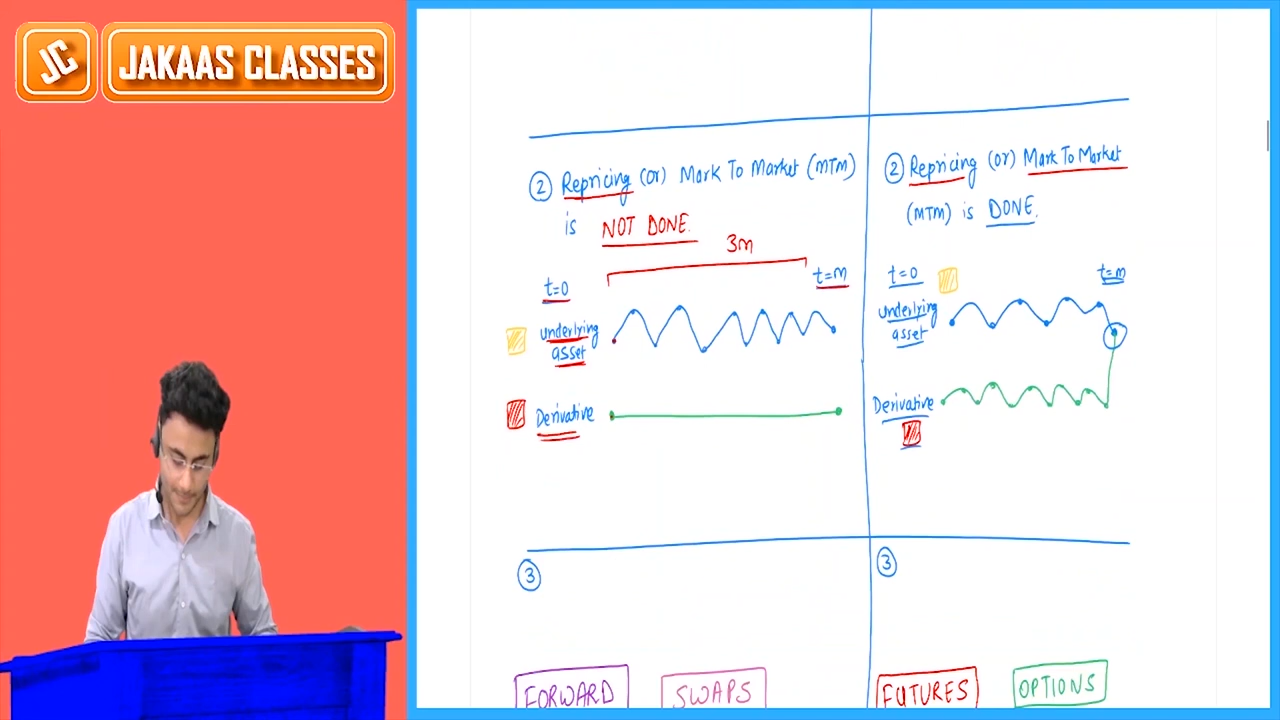 JC
JAKAAS CLASSES
② Repricing (or) Mark To Market (MTM)
is NOT DONE.
3m
t=0
t=m
underlying
asset
Derivative
③
② Repricing (or) Mark To Market
(MTM) is DONE.
t=0
t=m
underlying
asset
Derivative
③
FORWARD
SWAPS
FUTURES
OPTIONS